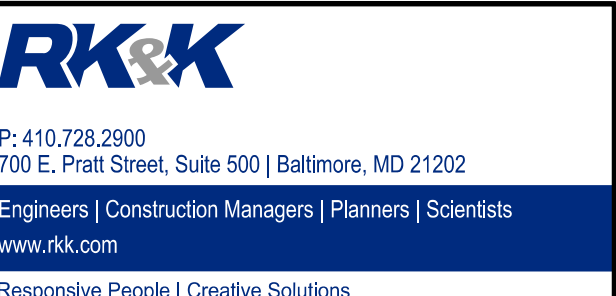 RK&K
P: 410.728.2900
700 E. Pratt Street, Suite 500 | Baltimore, MD 21202
Engineers | Construction Managers | Planners | Scientists
www.rkk.com
Responsive People | Creative Solutions